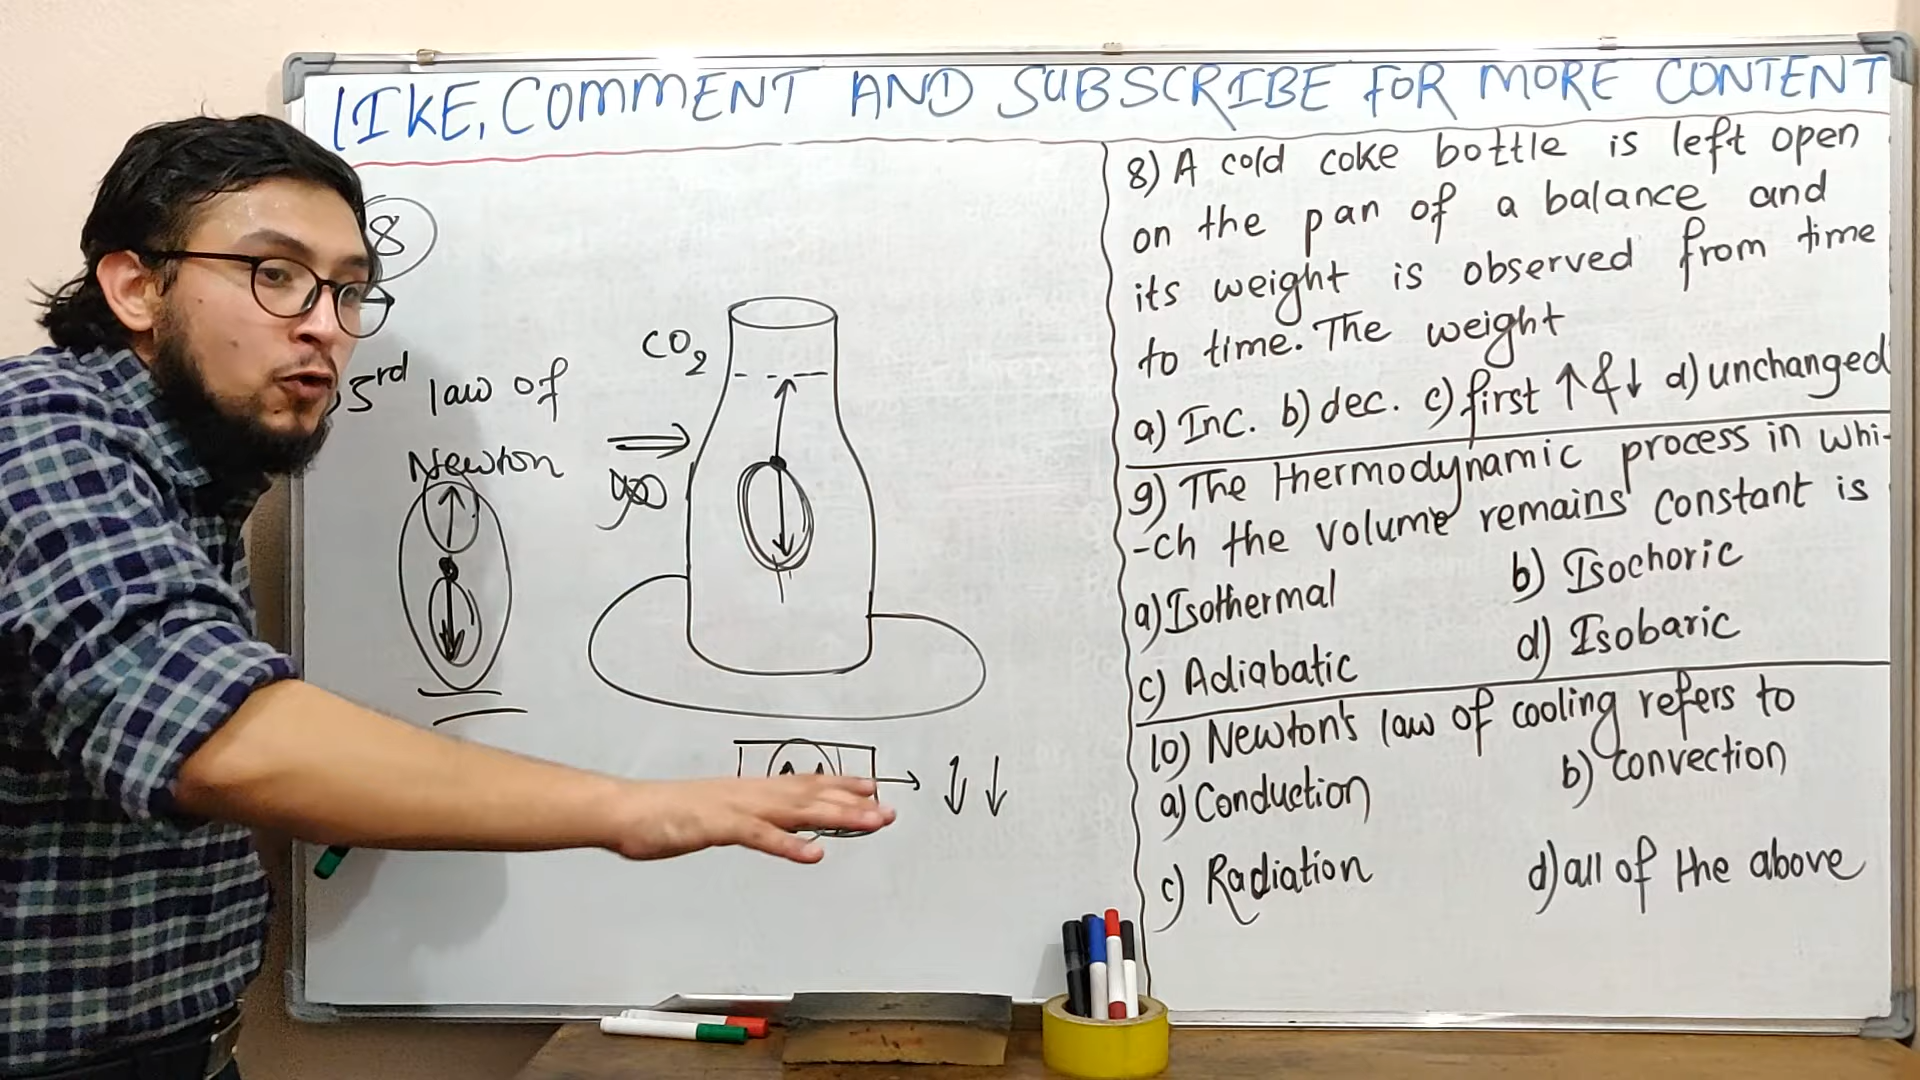 LIKE, COMMENT AND SUBSCRIBE FOR MORE CONTENT
8
3rd law of
Newton
CO2
8) A cold coke bottle is left open
on the pan of a balance and
its weight is observed from time
to time. The weight
a) Inc. b) dec. c) first ↑ & ↓ d) unchanged
9) The thermodynamic process in whi-
-ch the volume remains constant is
a) Isothermal b) Isochoric
c) Adiabatic d) Isobaric
10) Newton's law of cooling refers to
a) Conduction b) Convection
c) Radiation d) all of the above